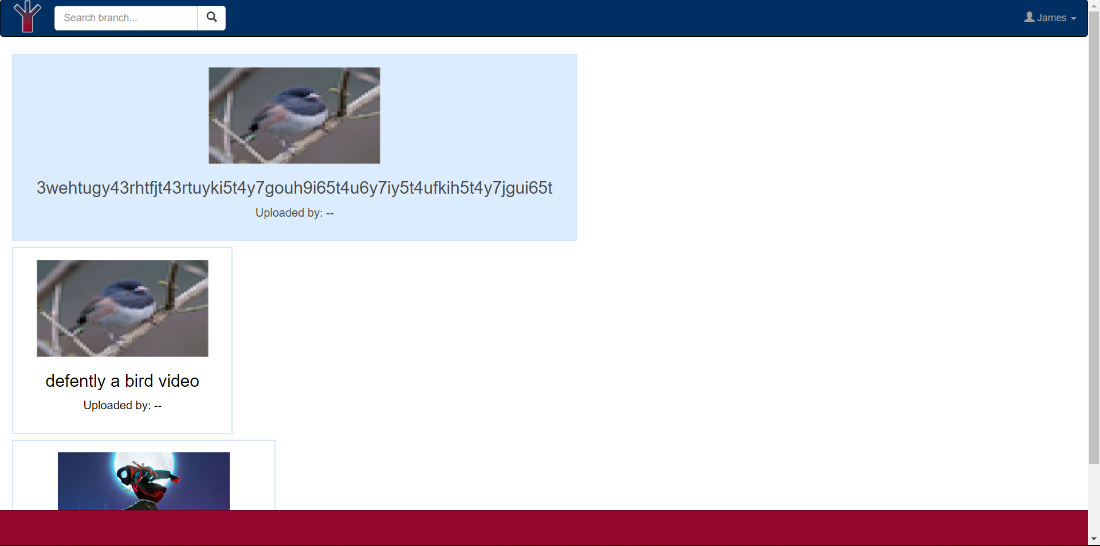 Search branch...
James
3wehtugy43rhtfjt43rtuyki5t4y7gouh9i65t4u6y7iy5t4ufkih5t4y7jgui65t
Uploaded by: --
defently a bird video
Uploaded by: --